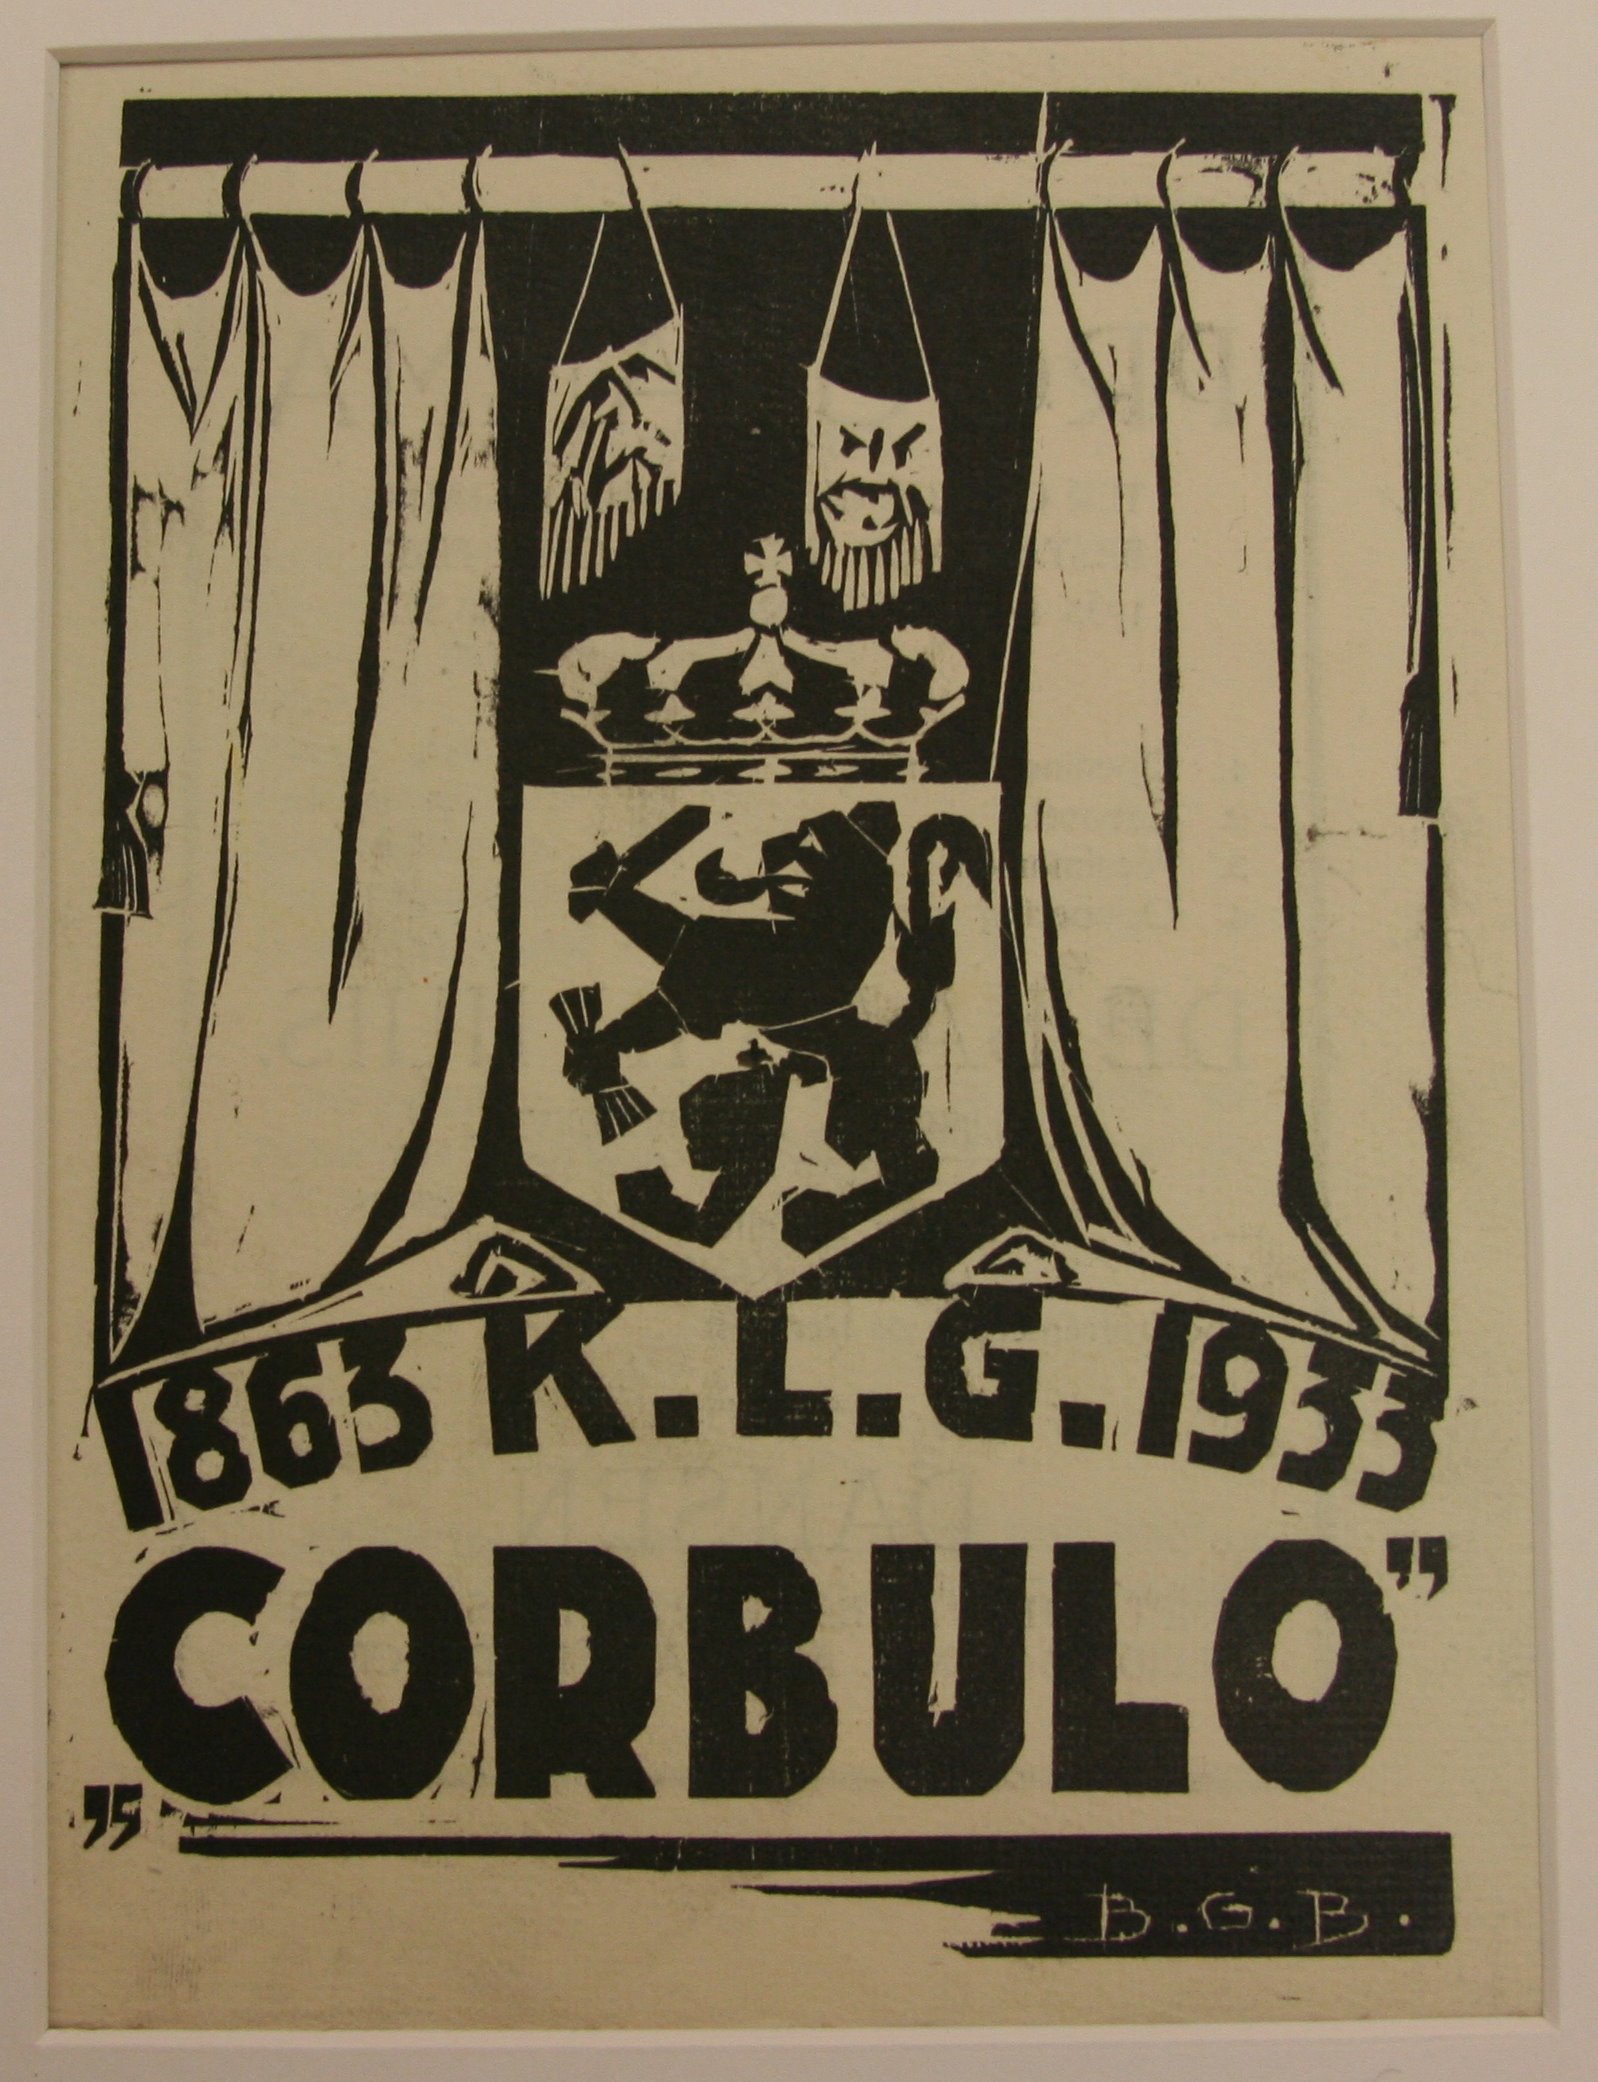 1863 K.L.G. 1933
„CORBULO”
B.G.B.